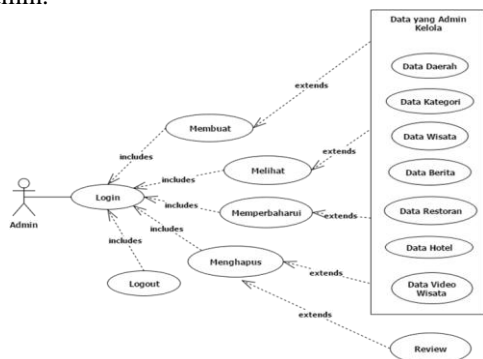 Data yang Admin
Kelola
Data Daerah
extends
Data Kategori
Membuat
Data Wisata
includes
extends
Data Berita
includes
Melihat
Login
includes
Memperbaharui
Data Restoran
extends
Admin
includes
includes
Data Hotel
Menghapus
extends
Data Video
Wisata
Logout
extends
Review